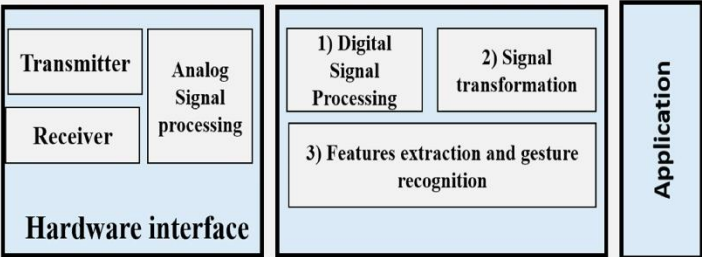 Transmitter
Receiver
Analog
Signal
processing
Hardware interface
1) Digital
Signal
Processing
2) Signal
transformation
3) Features extraction and gesture
recognition
Application